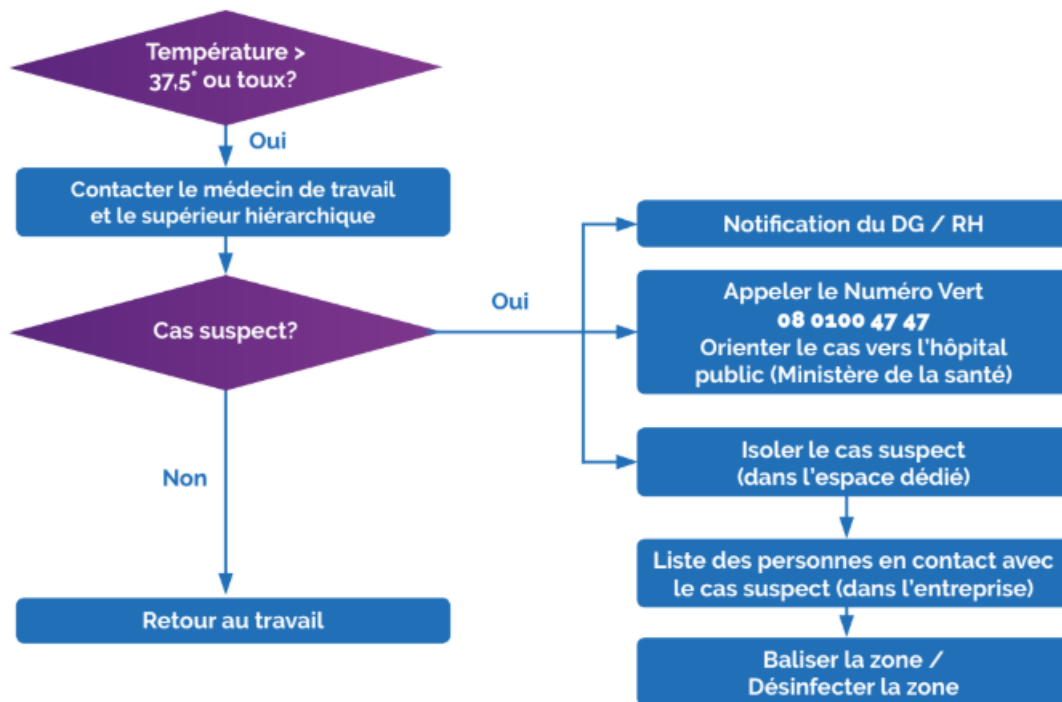 Température >
37,5° ou toux?
Oui
Contacter le médecin de travail
et le supérieur hiérarchique
Cas suspect?
Oui
Non
Retour au travail
Notification du DG / RH
Appeler le Numéro Vert
08 0100 47 47
Orienter le cas vers l'hôpital
public (Ministère de la santé)
Isoler le cas suspect
(dans l'espace dédié)
Liste des personnes en contact avec
le cas suspect (dans l'entreprise)
Baliser la zone /
Désinfecter la zone